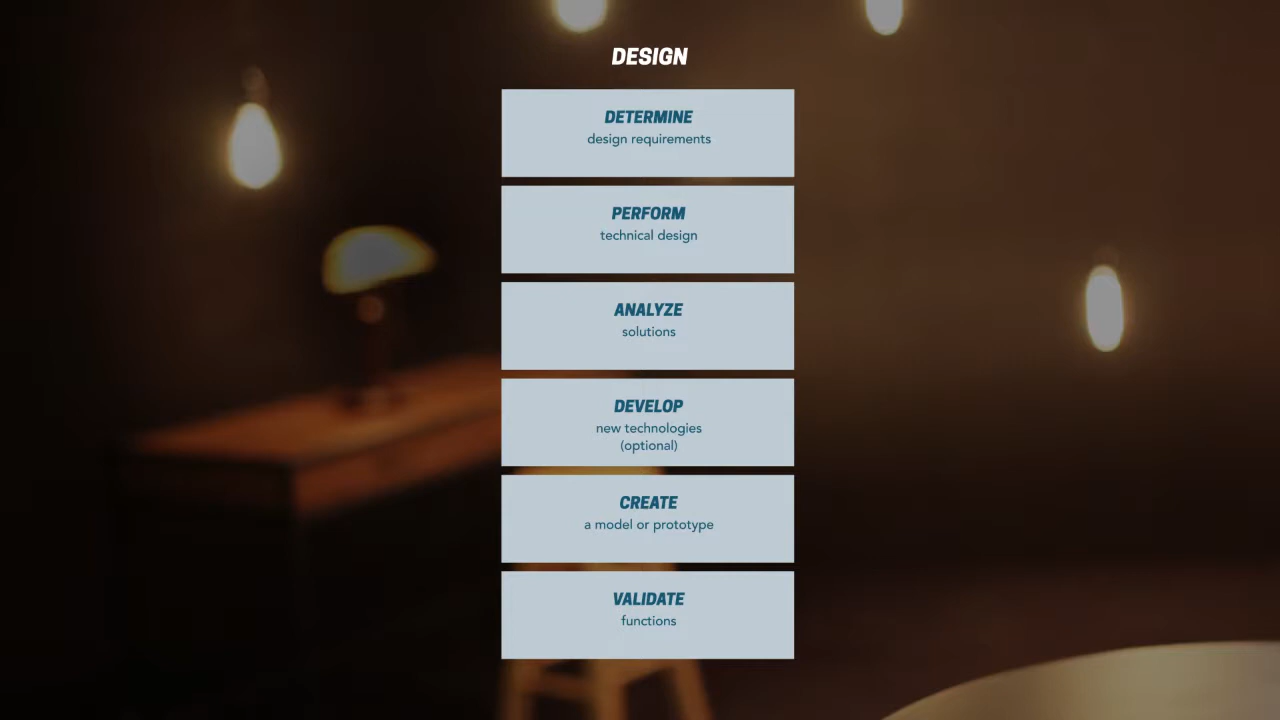 DESIGN
DETERMINE
design requirements
PERFORM
technical design
ANALYZE
solutions
DEVELOP
new technologies
(optional)
CREATE
a model or prototype
VALIDATE
functions